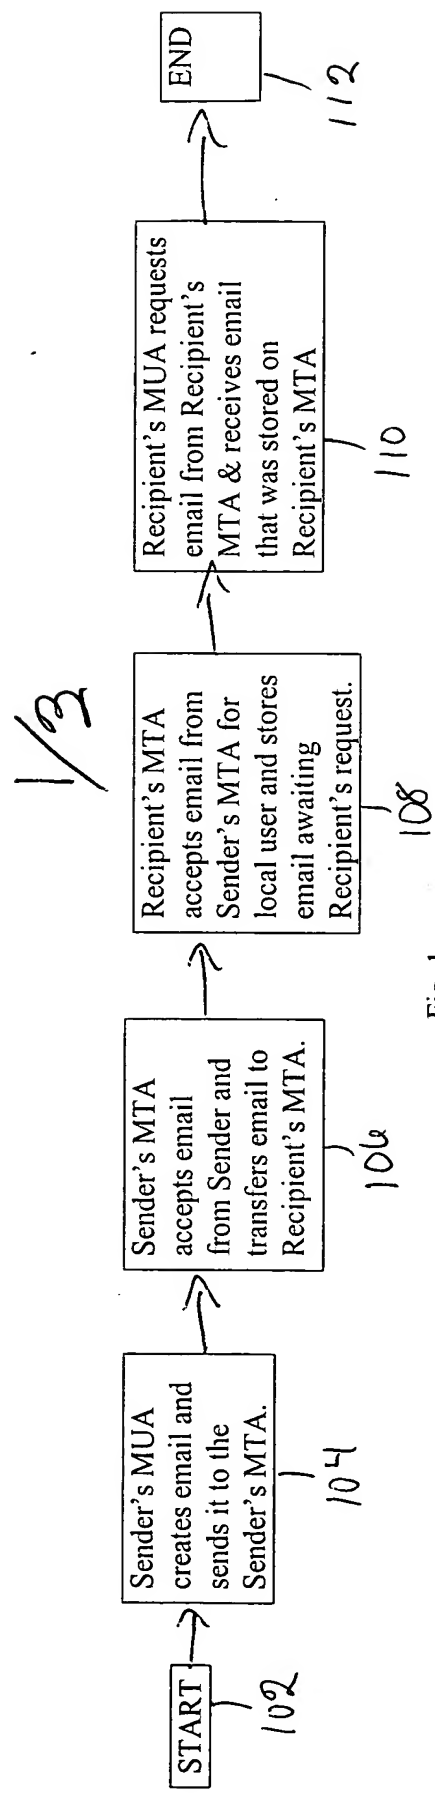 1/3
START
102
Sender's MUA
creates email and
sends it to the
Sender's MTA.
104
Sender's MTA
accepts email
from Sender and
transfers email to
Recipient's MTA.
106
Recipient's MTA
accepts email from
Sender's MTA for
local user and stores
email awaiting
Recipient's request.
108
Recipient's MUA requests
email from Recipient's
MTA & receives email
that was stored on
Recipient's MTA
110
END
112
Fig. 1